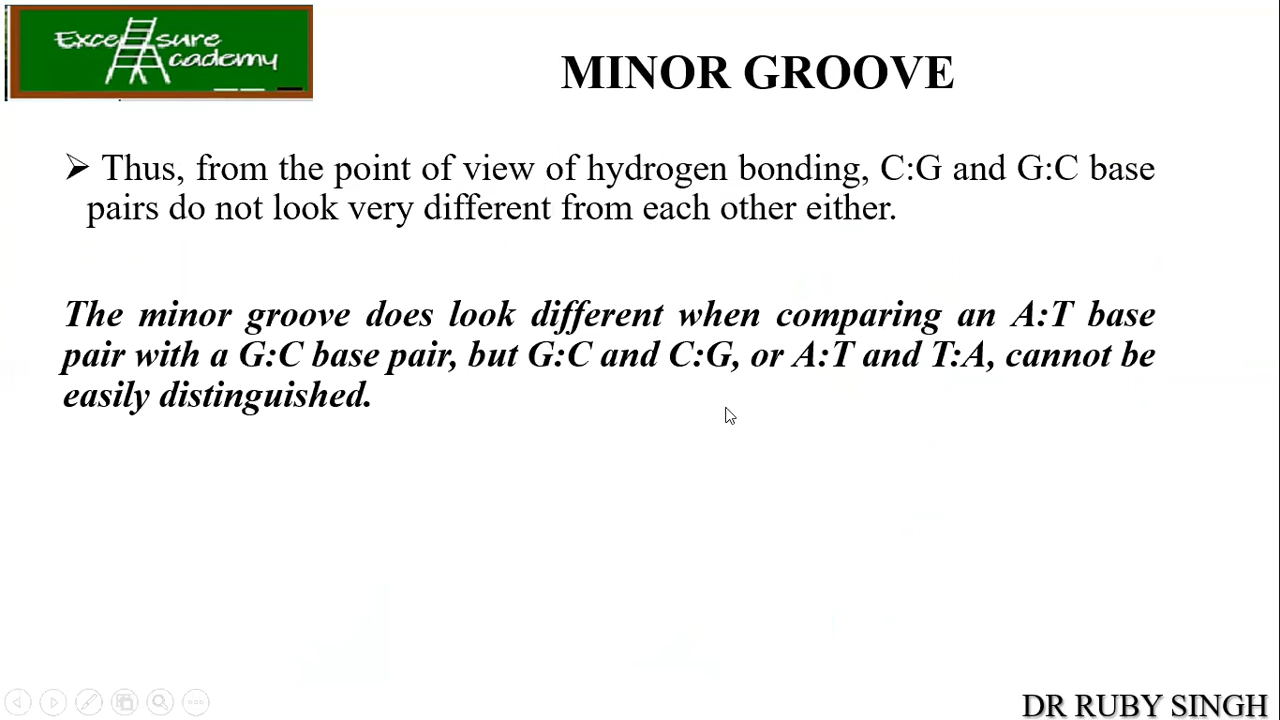 Excel sure
Academy
MINOR GROOVE
➢ Thus, from the point of view of hydrogen bonding, C:G and G:C base
pairs do not look very different from each other either.
The minor groove does look different when comparing an A:T base
pair with a G:C base pair, but G:C and C:G, or A:T and T:A, cannot be
easily distinguished.
DR RUBY SINGH